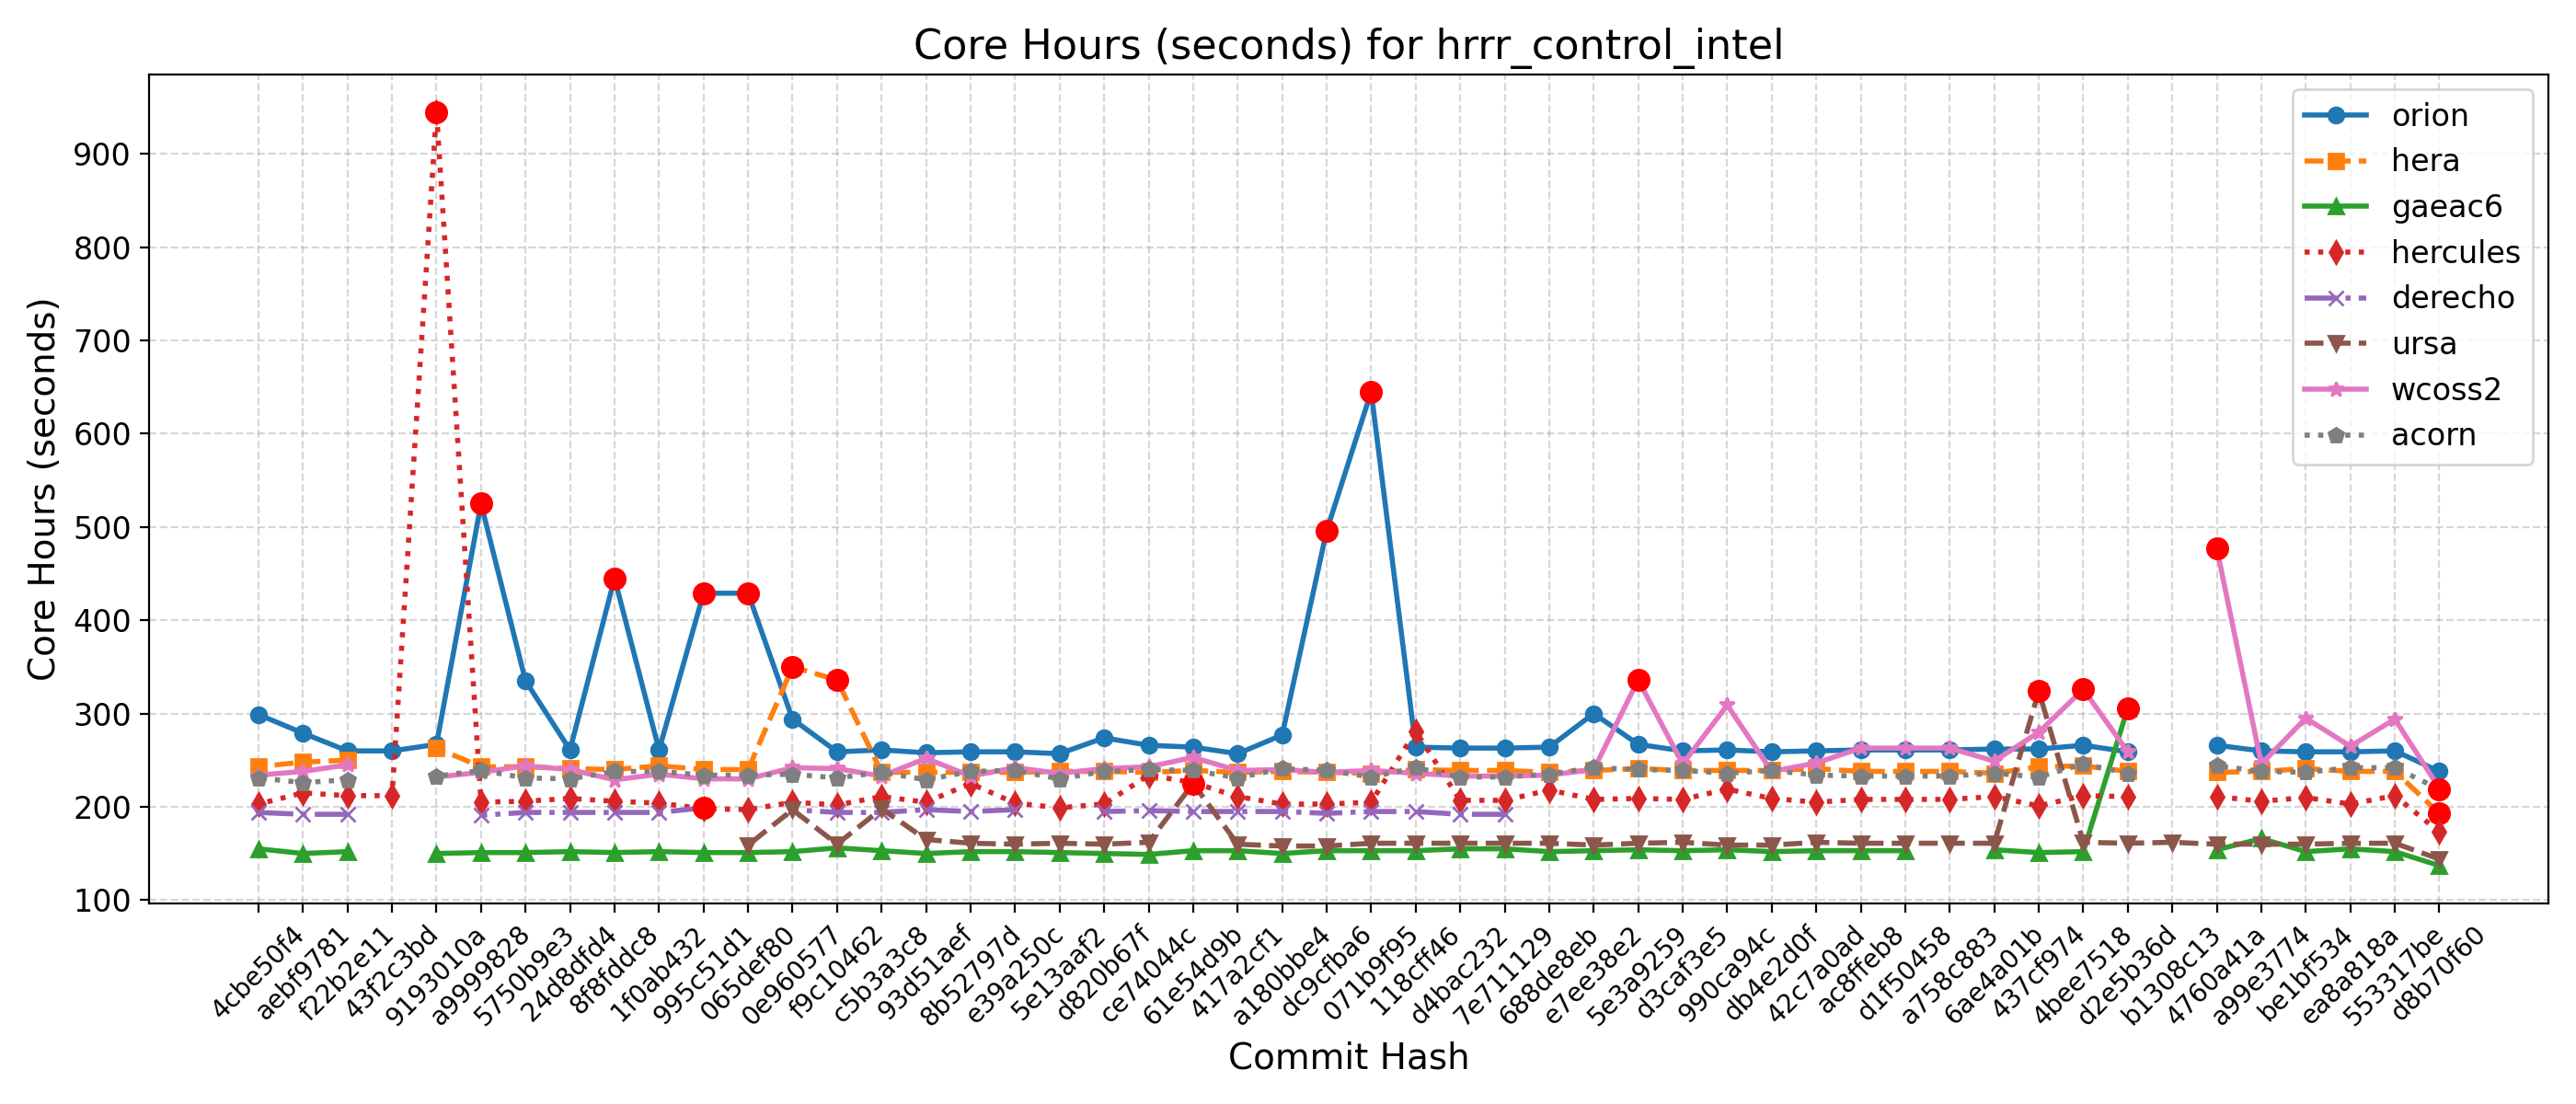 Core Hours (seconds) for hrrr_control_intel
Core Hours (seconds)
900
800
700
600
500
400
300
200
100
orion
hera
gaeac6
hercules
derecho
ursa
wcoss2
acorn
4cbe50f4
aebf9781
f22b2e11
43f2c3bd
9193010a
a9999828
5750b9e3
24d8dfd4
8f8fddc8
1f0ab432
995c51d1
065def80
0e960577
f9c10462
c5b3a3c8
93d51aef
8b52797d
e39a250c
5e13aaf2
d820b67f
ce74044c
61e54d9b
417a2cf1
a180bbe4
dc9cfba6
071b9f95
118cff46
d4bac232
7e711129
688de8eb
e7ee38e2
5e3a9259
d3caf3e5
990ca94c
db4e2d0f
42c7a0ad
ac8ffeb8
d1f50458
a758c883
6ae4a01b
437cf974
4bee7518
d2e5b36d
b1308c13
4760a41a
a99e3774
be1bf534
ea8a818a
553317be
d8b70f60
Commit Hash